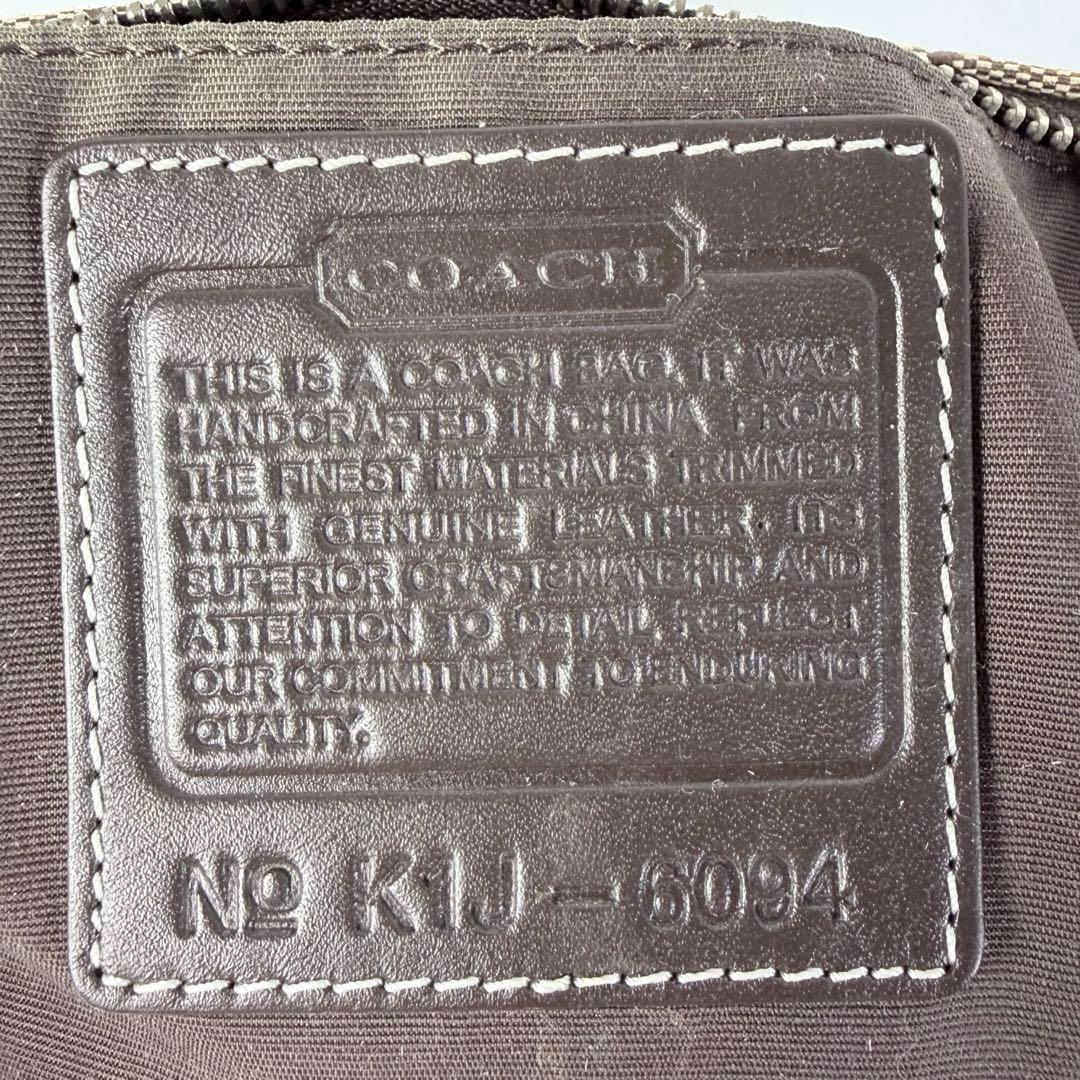 COACH
THIS IS A COACH BAG. IT WAS
HANDCRAFTED IN CHINA FROM
THE FINEST MATERIALS TRIMMED
WITH GENUINE LEATHER. ITS
SUPERIOR CRAFTSMANSHIP AND
ATTENTION TO DETAIL REFLECT
OUR COMMITMENT TO ENDURING
QUALITY.
Nº K1J-6094